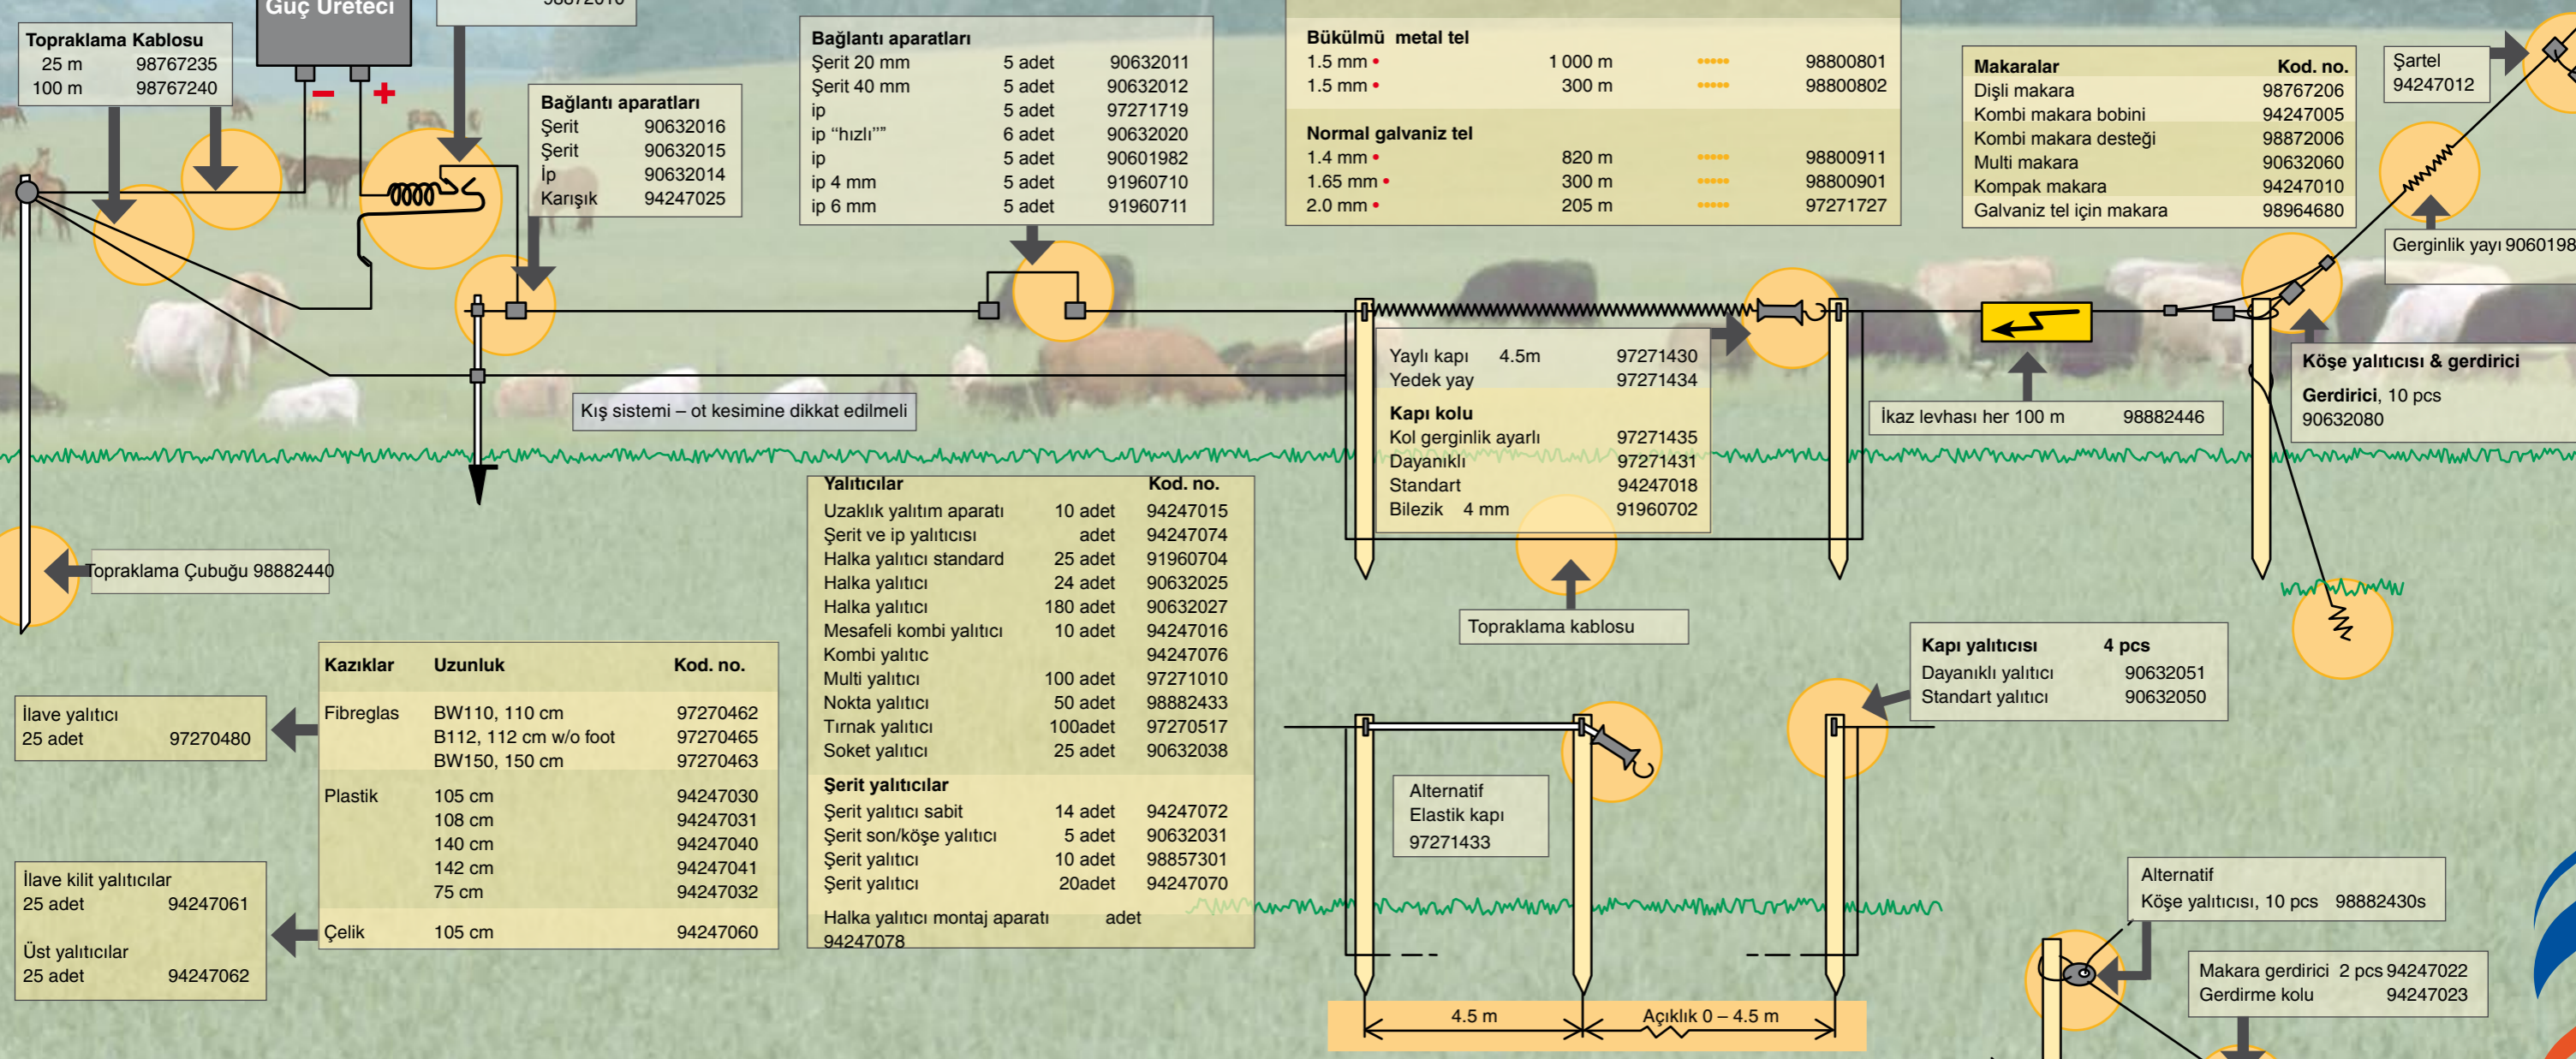 Güç Üreteci
Topraklama Kablosu
25 m 98767235
100 m 98767240
Bağlantı aparatları
Şerit 90632016
Şerit 90632015
İp 90632014
Karışık 94247025
Bağlantı aparatları
Şerit 20 mm 5 adet 90632011
Şerit 40 mm 5 adet 90632012
ip 5 adet 97271719
ip “hızlı”” 6 adet 90632020
ip 5 adet 90601982
ip 4 mm 5 adet 91960710
ip 6 mm 5 adet 91960711
Bükülmü metal tel
1.5 mm • 1 000 m ••••• 98800801
1.5 mm • 300 m ••••• 98800802
Normal galvaniz tel
1.4 mm • 820 m ••••• 98800911
1.65 mm • 300 m ••••• 98800901
2.0 mm • 205 m ••••• 97271727
Makaralar Kod. no.
Dişli makara 98767206
Kombi makara bobini 94247005
Kombi makara desteği 98872006
Multi makara 90632060
Kompak makara 94247010
Galvaniz tel için makara 98964680
Şartel
94247012
Gerginlik yayı
Köşe yalıtıcısı & gerdirici
Gerdirici, 10 pcs
90632080
İkaz levhası her 100 m 98882446
Yaylı kapı 4.5m 97271430
Yedek yay 97271434
Kapı kolu
Kol gerginlik ayarlı 97271435
Dayanıklı 97271431
Standart 94247018
Bilezik 4 mm 91960702
Kış sistemi – ot kesimine dikkat edilmeli
Topraklama Çubuğu 98882440
Topraklama kablosu
Yalıtıcılar Kod. no.
Uzaklık yalıtım aparatı 10 adet 94247015
Şerit ve ip yalıtıcısı adet 94247074
Halka yalıtıcı standard 25 adet 91960704
Halka yalıtıcı 24 adet 90632025
Halka yalıtıcı 180 adet 90632027
Mesafeli kombi yalıtıcı 10 adet 94247016
Kombi yalıtıc 94247076
Multi yalıtıcı 100 adet 97271010
Nokta yalıtıcı 50 adet 98882433
Tırnak yalıtıcı 100adet 97270517
Soket yalıtıcı 25 adet 90632038
Şerit yalıtıcılar
Şerit yalıtıcı sabit 14 adet 94247072
Şerit son/köşe yalıtıcı 5 adet 90632031
Şerit yalıtıcı 10 adet 98857301
Şerit yalıtıcı 20adet 94247070
Halka yalıtıcı montaj aparatı adet
94247078
Kazıklar Uzunluk Kod. no.
Fibreglas BW110, 110 cm 97270462
B112, 112 cm w/o foot 97270465
BW150, 150 cm 97270463
Plastik 105 cm 94247030
108 cm 94247031
140 cm 94247040
142 cm 94247041
75 cm 94247032
Çelik 105 cm 94247060
İlave yalıtıcı
25 adet 97270480
İlave kilit yalıtıcılar
25 adet 94247061
Üst yalıtıcılar
25 adet 94247062
Kapı yalıtıcısı 4 pcs
Dayanıklı yalıtıcı 90632051
Standart yalıtıcı 90632050
Alternatif
Elastik kapı
97271433
4.5 m
Açıklık 0 – 4.5 m
Alternatif
Köşe yalıtıcısı, 10 pcs 98882430s
Makara gerdirici 2 pcs 94247022
Gerdirme kolu 94247023